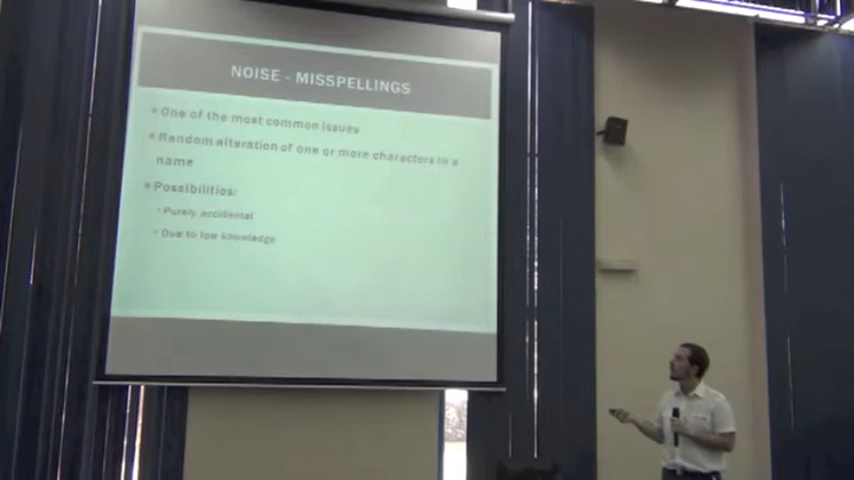 NOISE - MISSPELLINGS
One of the most common issues
Random alteration of one or more characters in a
name
Possibilities:
Purely accidental
Due to low knowledge